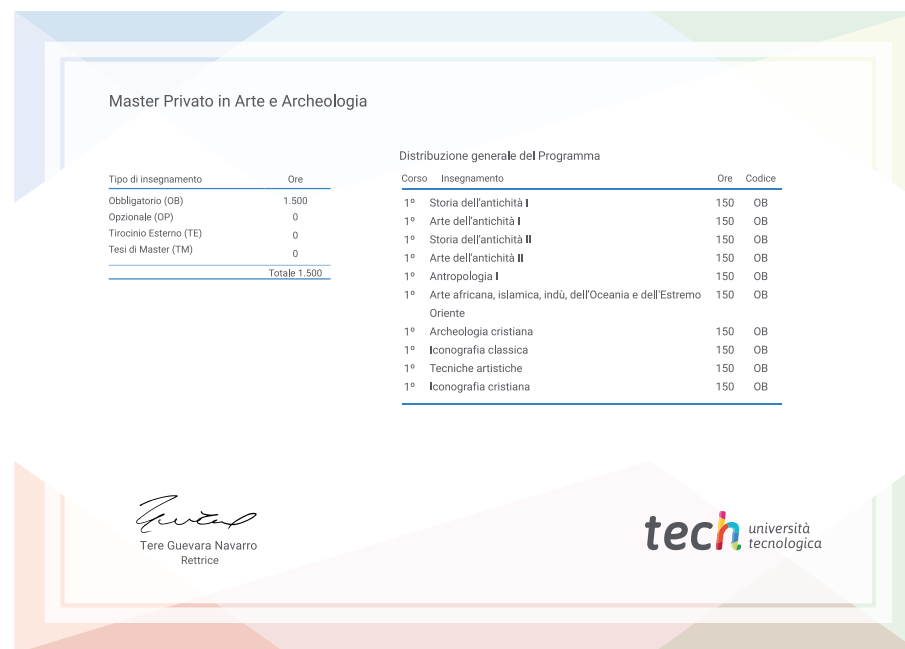 Master Privato in Arte e Archeologia
Tipo di insegnamento Ore
Obbligatorio (OB) 1.500
Opzionale (OP) 0
Tirocinio Esterno (TE) 0
Tesi di Master (TM) 0
Totale 1.500
Distribuzione generale del Programma
Corso Insegnamento Ore Codice
1º Storia dell'antichità I 150 OB
1º Arte dell'antichità I 150 OB
1º Storia dell'antichità II 150 OB
1º Arte dell'antichità II 150 OB
1º Antropologia I 150 OB
1º Arte africana, islamica, indù, dell'Oceania e dell'Estremo 150 OB
Oriente
1º Archeologia cristiana 150 OB
1º Iconografia classica 150 OB
1º Tecniche artistiche 150 OB
1º Iconografia cristiana 150 OB
Tere Guevara Navarro
Rettrice
tech università
tecnologica